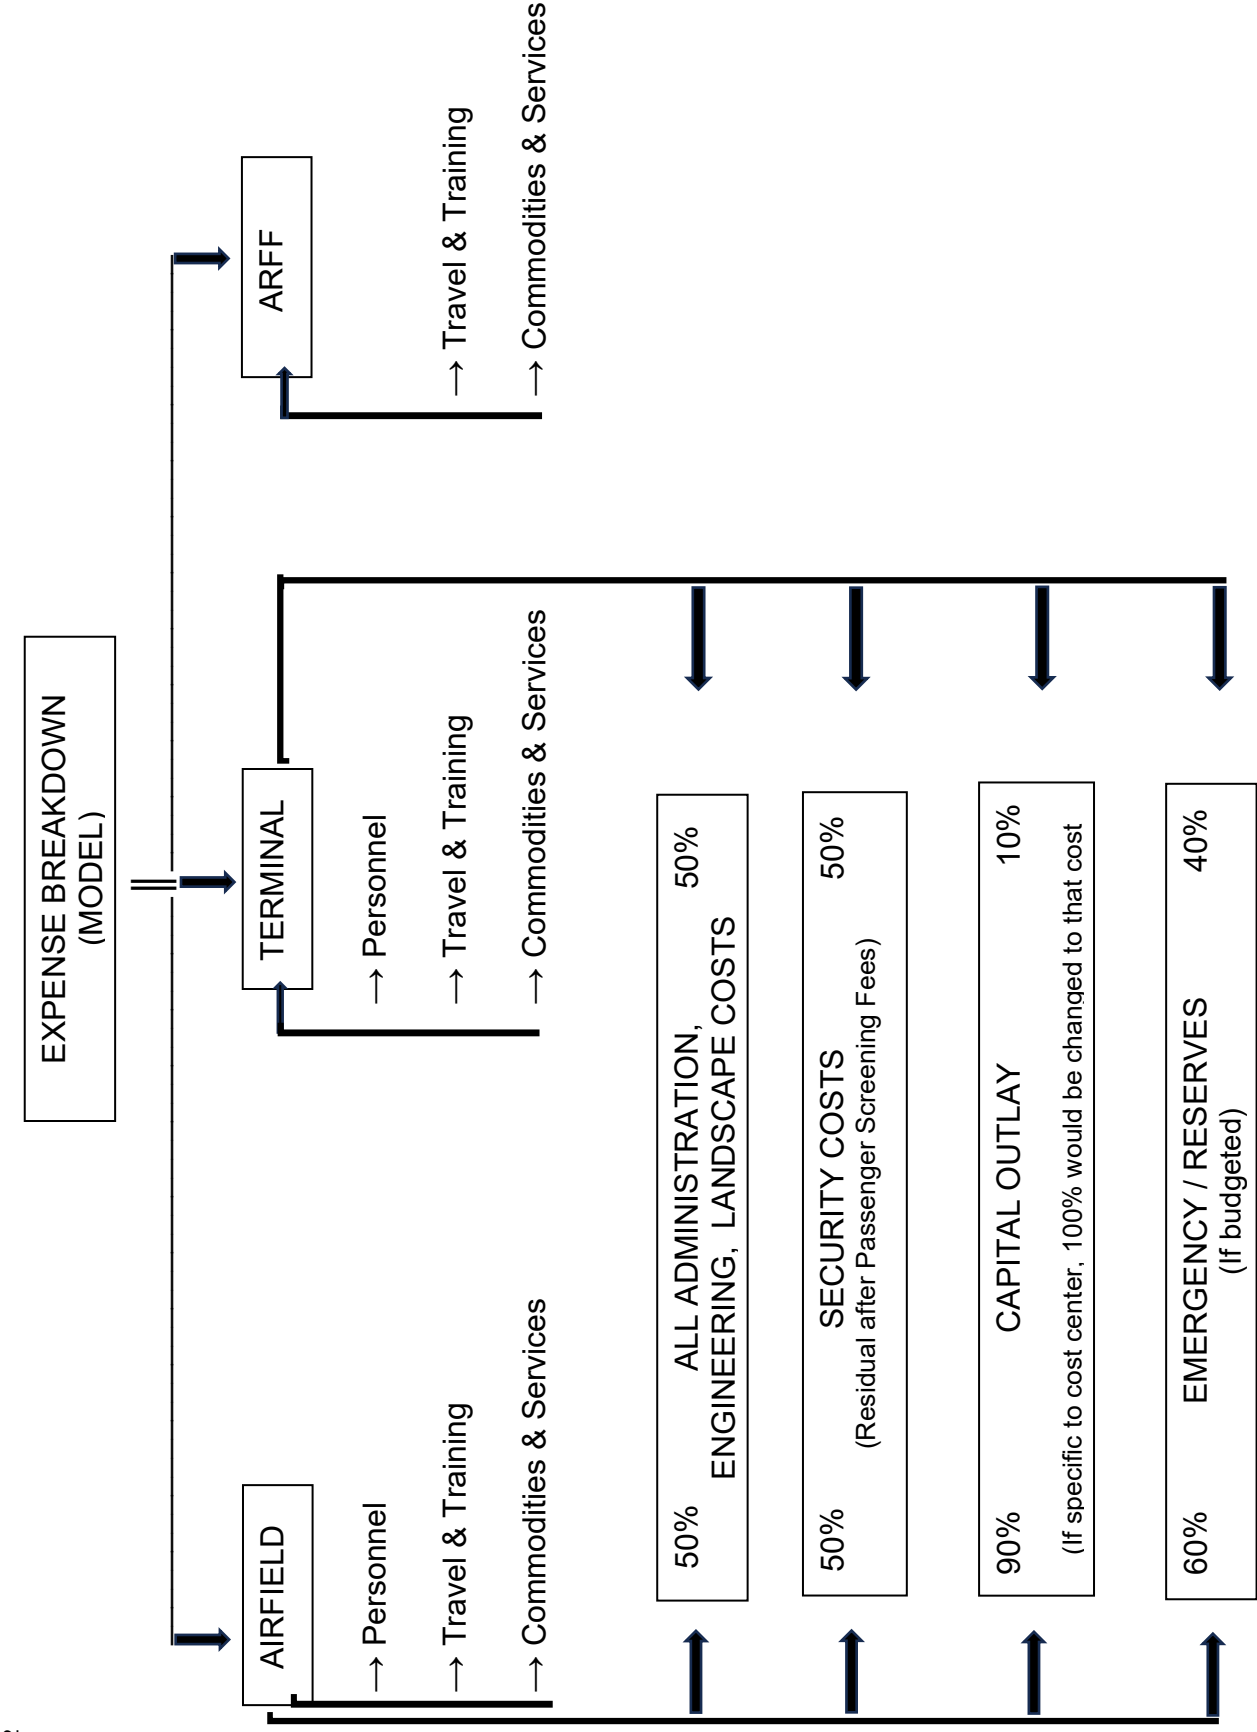 EXPENSE BREAKDOWN
(MODEL)
AIRFIELD
→ Personnel
→ Travel & Training
→ Commodities & Services
TERMINAL
→ Personnel
→ Travel & Training
→ Commodities & Services
ARFF
→ Travel & Training
→ Commodities & Services
50% ALL ADMINISTRATION, 50%
ENGINEERING, LANDSCAPE COSTS
50% SECURITY COSTS 50%
(Residual after Passenger Screening Fees)
90% CAPITAL OUTLAY 10%
(If specific to cost center, 100% would be changed to that cost
60% EMERGENCY / RESERVES 40%
(If budgeted)